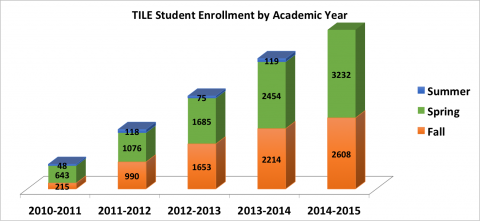 TILE Student Enrollment by Academic Year
48
643
215
118
1076
990
75
1685
1653
119
2454
2214
3232
2608
Summer
Spring
Fall
2010-2011 2011-2012 2012-2013 2013-2014 2014-2015